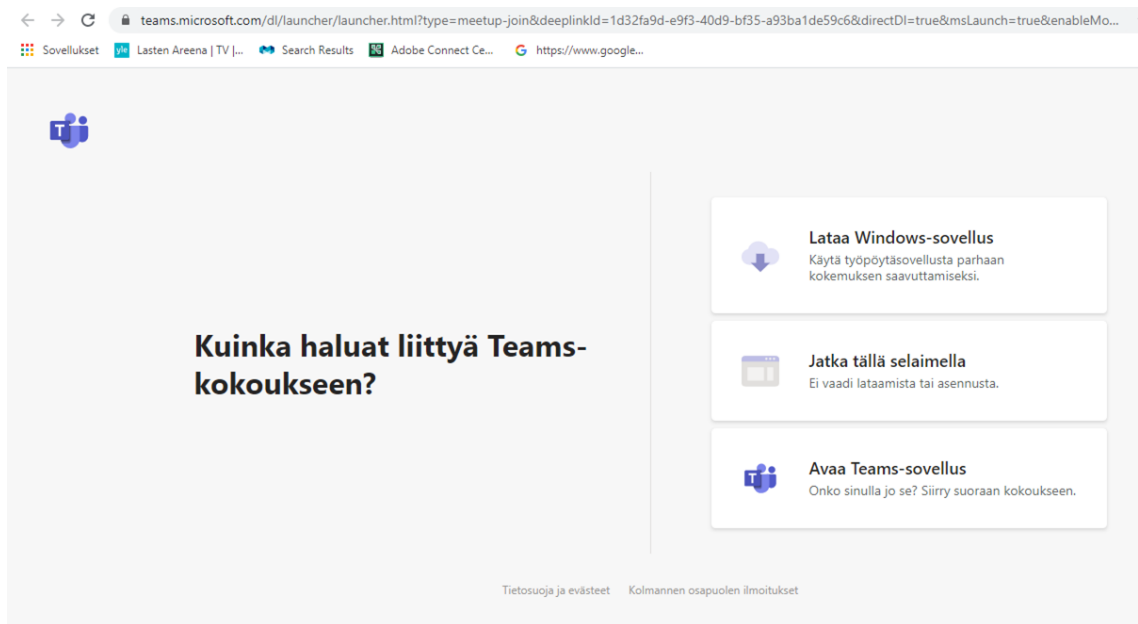 teams.microsoft.com/dl/launcher/launcher.html?type=meetup-join&deeplinkId=1d32fa9d-e9f3-40d9-bf35-a93ba1de59c6&directDl=true&msLaunch=true&enableMo...
Sovellukset yle Lasten Areena | TV |... Search Results Adobe Connect Ce... G https://www.google...
T
Kuinka haluat liittyä Teams-
kokoukseen?
Lataa Windows-sovellus
Käytä työpöytäsovellusta parhaan
kokemuksen saavuttamiseksi.
Jatka tällä selaimella
Ei vaadi lataamista tai asennusta.
T
Avaa Teams-sovellus
Onko sinulla jo se? Siirry suoraan kokoukseen.
Tietosuoja ja evästeet Kolmannen osapuolen ilmoitukset